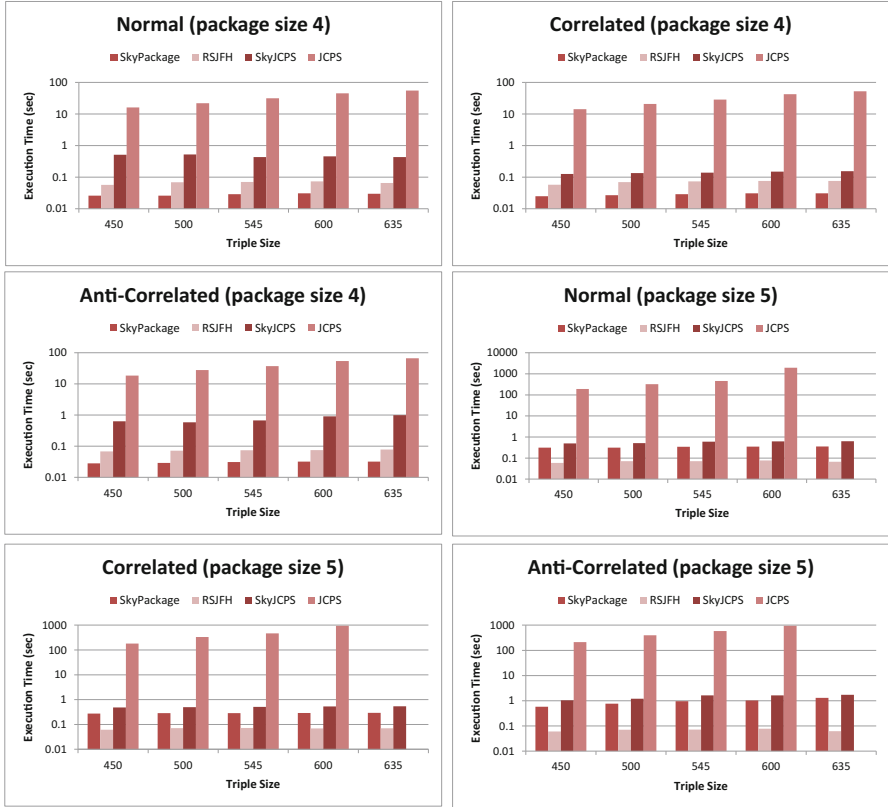 Normal (package size 4)
SkyPackage RSJFH SkyJCPS JCPS
Execution Time (sec)
100
10
1
0.1
0.01
450 500 545 600 635
Triple Size
Correlated (package size 4)
SkyPackage RSJFH SkyJCPS JCPS
Execution Time (sec)
100
10
1
0.1
0.01
450 500 545 600 635
Triple Size
Anti-Correlated (package size 4)
SkyPackage RSJFH SkyJCPS JCPS
Execution Time (sec)
100
10
1
0.1
0.01
450 500 545 600 635
Triple Size
Normal (package size 5)
SkyPackage RSJFH SkyJCPS JCPS
Execution Time (sec)
10000
1000
100
10
1
0.1
0.01
450 500 545 600 635
Triple Size
Correlated (package size 5)
SkyPackage RSJFH SkyJCPS JCPS
Execution Time (sec)
1000
100
10
1
0.1
0.01
450 500 545 600 635
Triple Size
Anti-Correlated (package size 5)
SkyPackage RSJFH SkyJCPS JCPS
Execution Time (sec)
1000
100
10
1
0.1
0.01
450 500 545 600 635
Triple Size